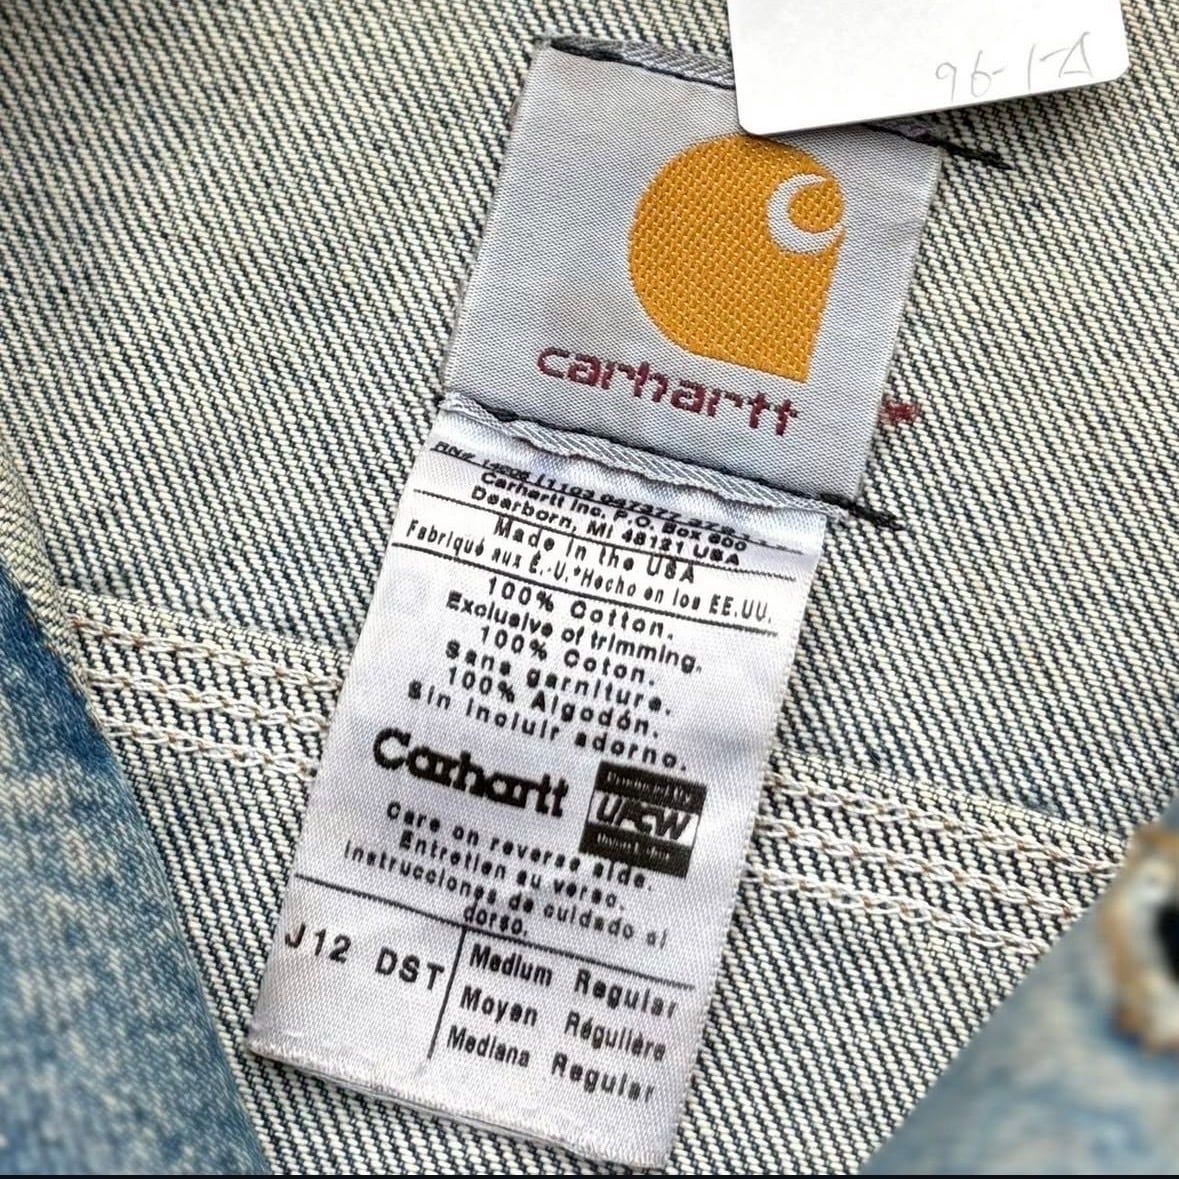 96-1-A
carhartt
Carhartt Inc. P.O. Box 600
Dearborn, MI 48121 USA
Made in the USA
Fabriqué aux É.-U.*Hecho en los EE.UU.
100% Cotton.
Exclusive of trimming.
100% Coton.
Sans garniture.
100% Algodón.
Sin incluir adorno.
Carhartt
UFCW
Care on reverse side.
Entretien au verso.
Instrucciones de cuidado al
dorso.
J12 DST
Medium Regular
Moyen Régulière
Mediana Regular